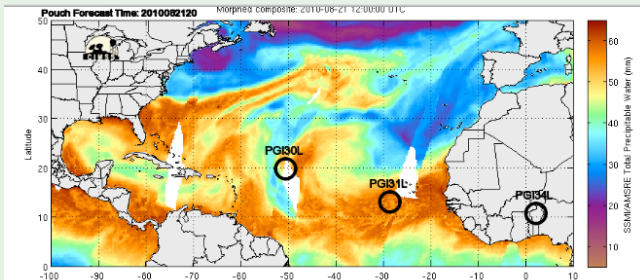 Pouch Forecast Time: 2010082120
Morphed composite: 2010-08-21 12:00:00 UTC
50
40
30
20
10
0
Latitude
-100 -90 -80 -70 -60 -50 -40 -30 -20 -10 0 10
PGI30L
PGI31L
PGI34L
60
50
40
30
20
10
SSMI/AMSRE Total Precipitable Water (mm)